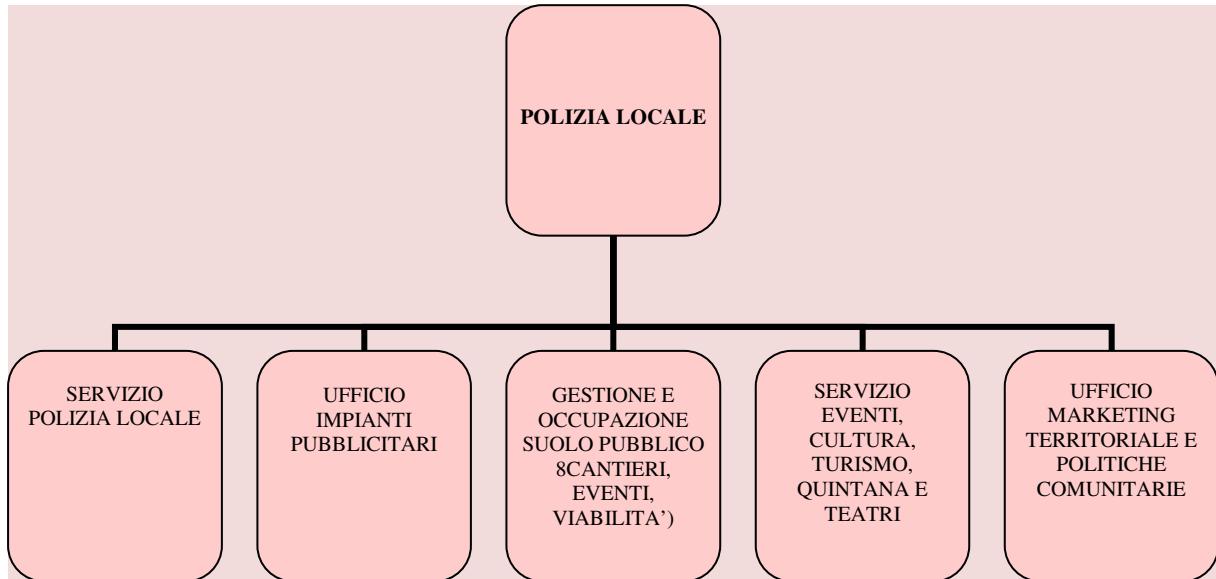 POLIZIA LOCALE
SERVIZIO
POLIZIA LOCALE
UFFICIO
IMPIANTI
PUBBLICITARI
GESTIONE E
OCCUPAZIONE
SUOLO PUBBLICO
8CANTIERI,
EVENTI,
VIABILITA’)
SERVIZIO
EVENTI,
CULTURA,
TURISMO,
QUINTANA E
TEATRI
UFFICIO
MARKETING
TERRITORIALE E
POLITICHE
COMUNITARIE